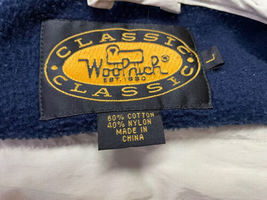 CLASSIC
Woolrich
EST. 1830
CLASSIC
L
60% COTTON
40% NYLON
MADE IN
CHINA